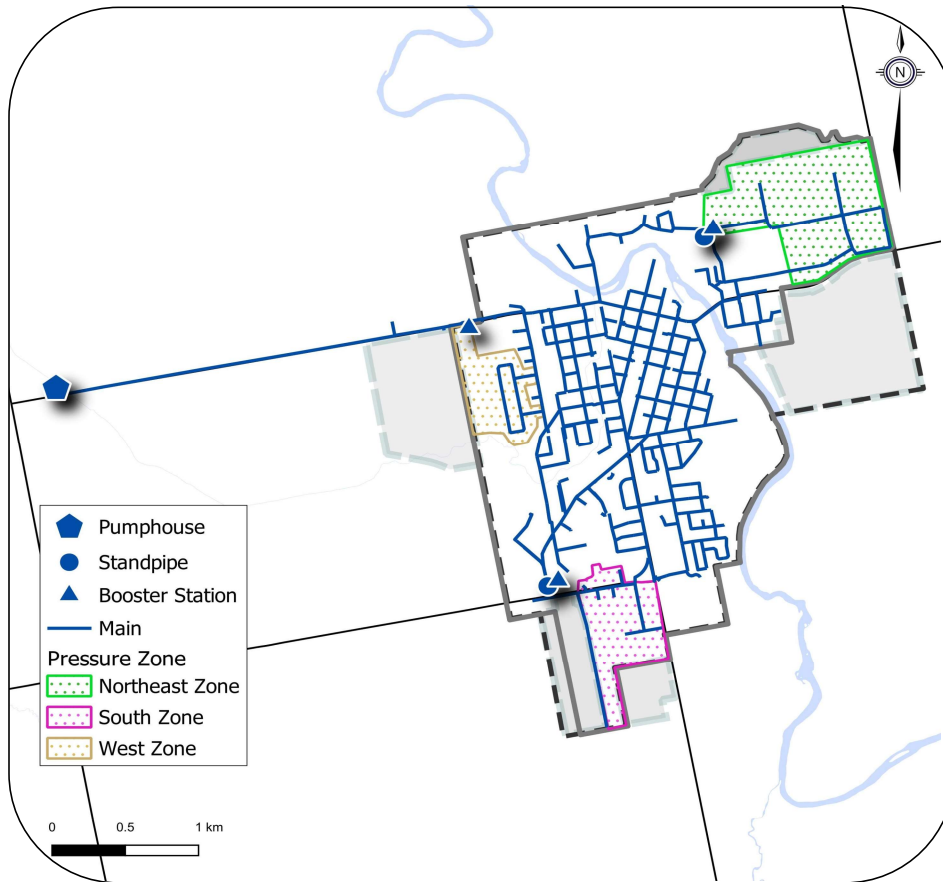 N
Pumphouse
Standpipe
Booster Station
Main
Pressure Zone
Northeast Zone
South Zone
West Zone
0 0.5 1 km